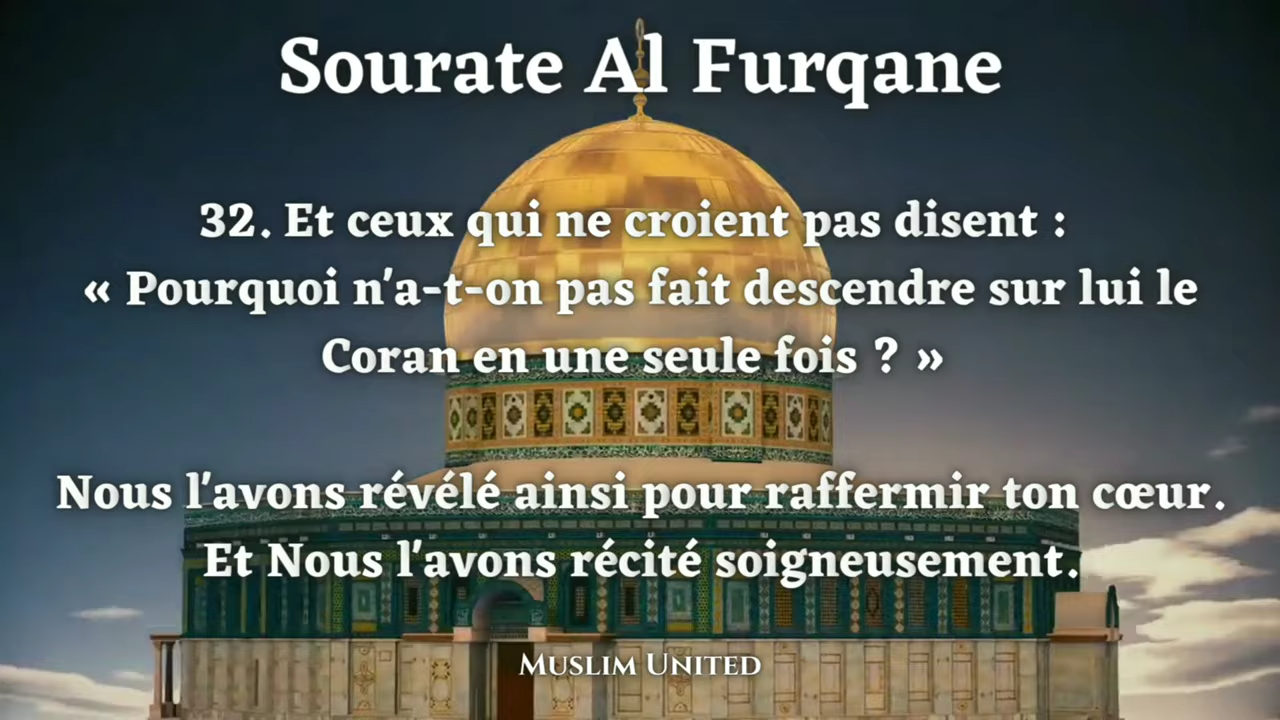 Sourate Al Furqane
32. Et ceux qui ne croient pas disent :
« Pourquoi n'a-t-on pas fait descendre sur lui le
Coran en une seule fois ? »
Nous l'avons révélé ainsi pour raffermir ton cœur.
Et Nous l'avons récité soigneusement.
Muslim United